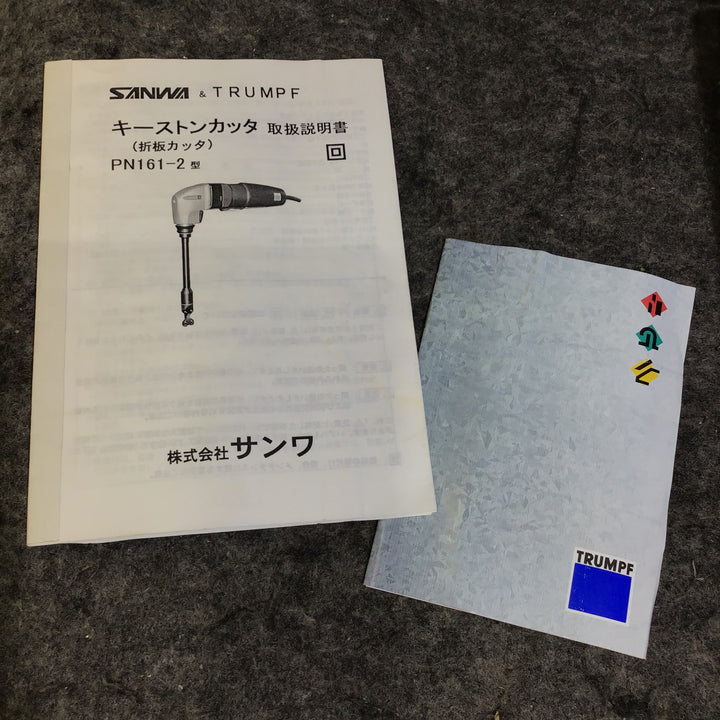 SANWA & TRUMPF
キーストンカッタ 取扱説明書
(折板カッタ)
PN161-2 型
株式会社サンワ
TRUMPF